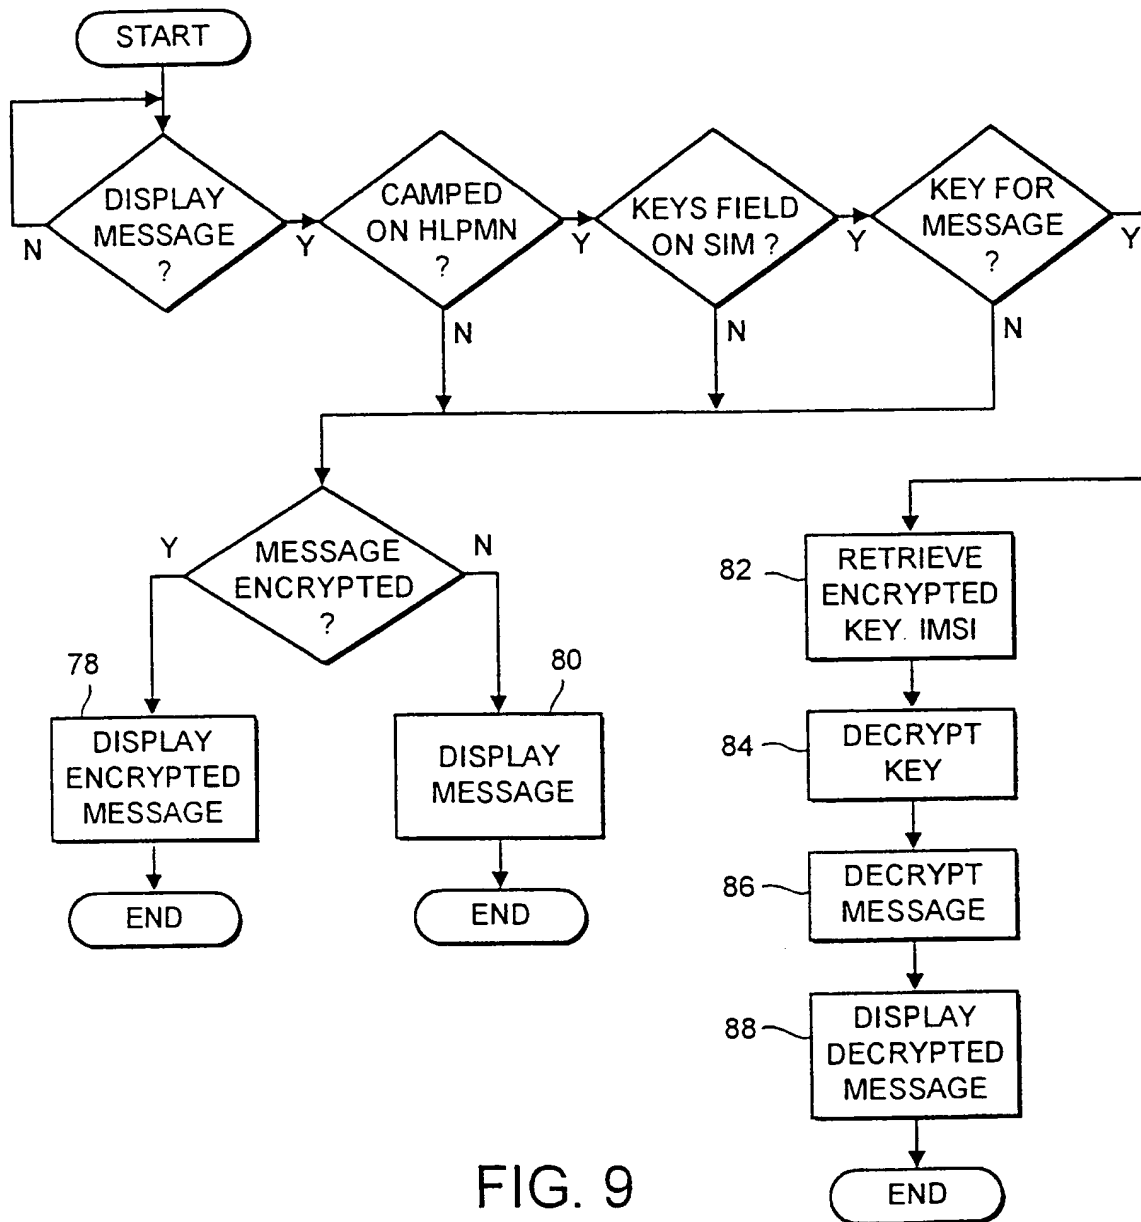 START
DISPLAY
MESSAGE
?
N
Y
CAMPED
ON HLPMN
?
Y
N
KEYS FIELD
ON SIM ?
Y
N
KEY FOR
MESSAGE
?
Y
N
MESSAGE
ENCRYPTED
?
Y
N
78
DISPLAY
ENCRYPTED
MESSAGE
END
80
DISPLAY
MESSAGE
END
82
RETRIEVE
ENCRYPTED
KEY. IMSI
84
DECRYPT
KEY
86
DECRYPT
MESSAGE
88
DISPLAY
DECRYPTED
MESSAGE
END
FIG. 9